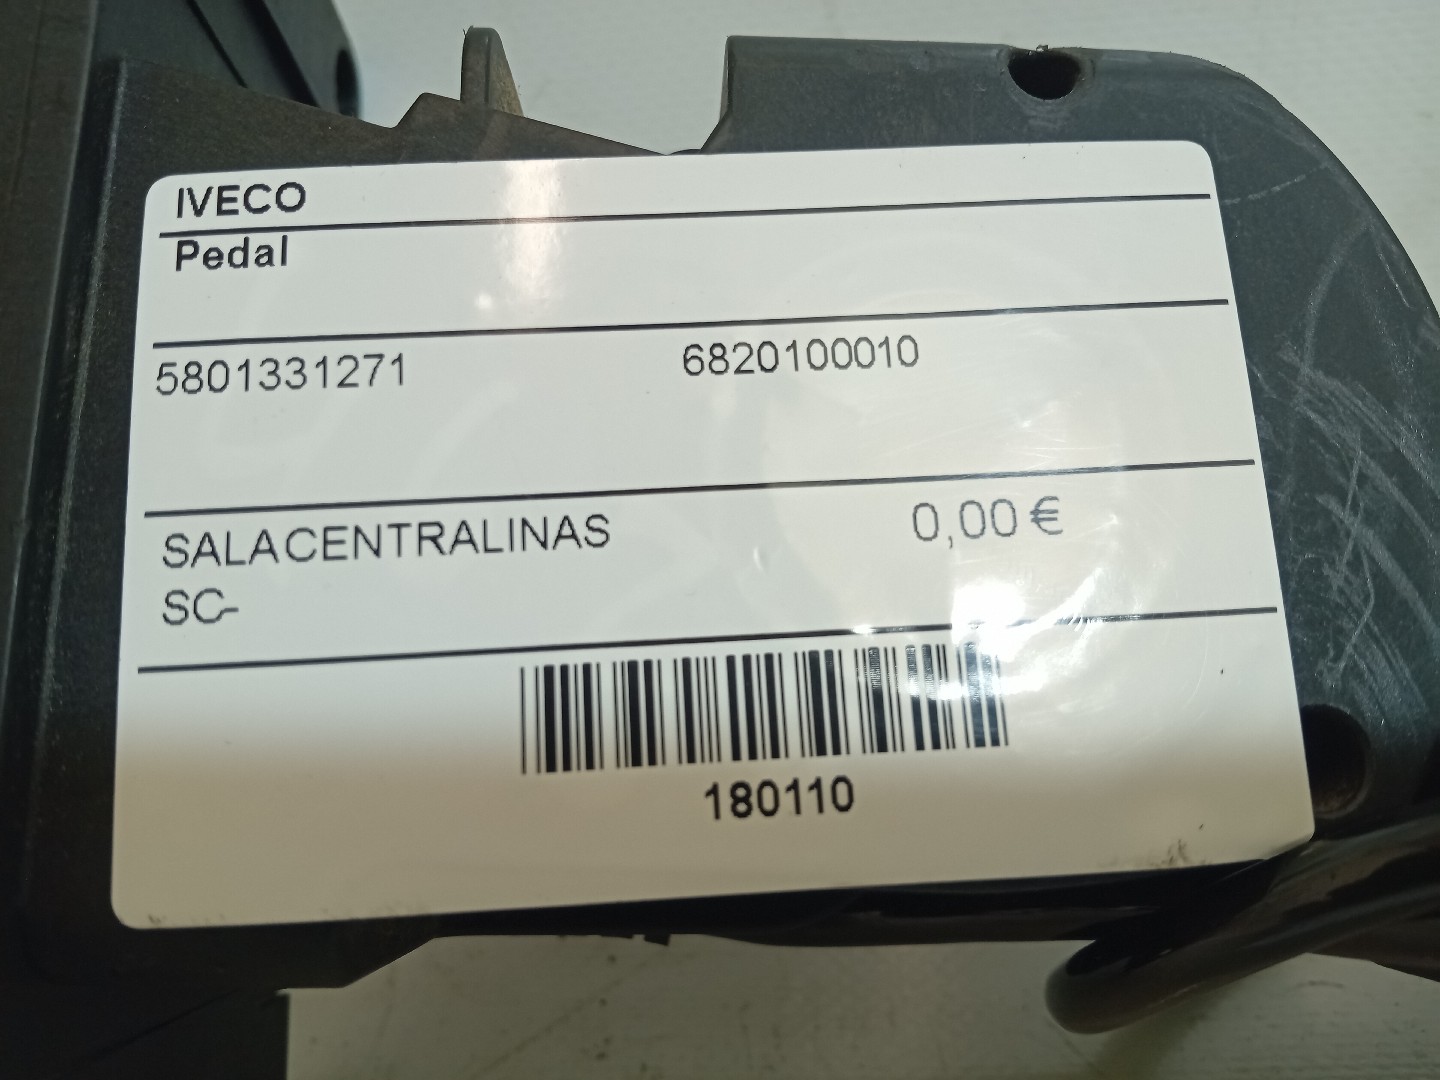 IVECO
Pedal
5801331271 6820100010
SALACENTRALINAS 0,00 €
SC-
180110